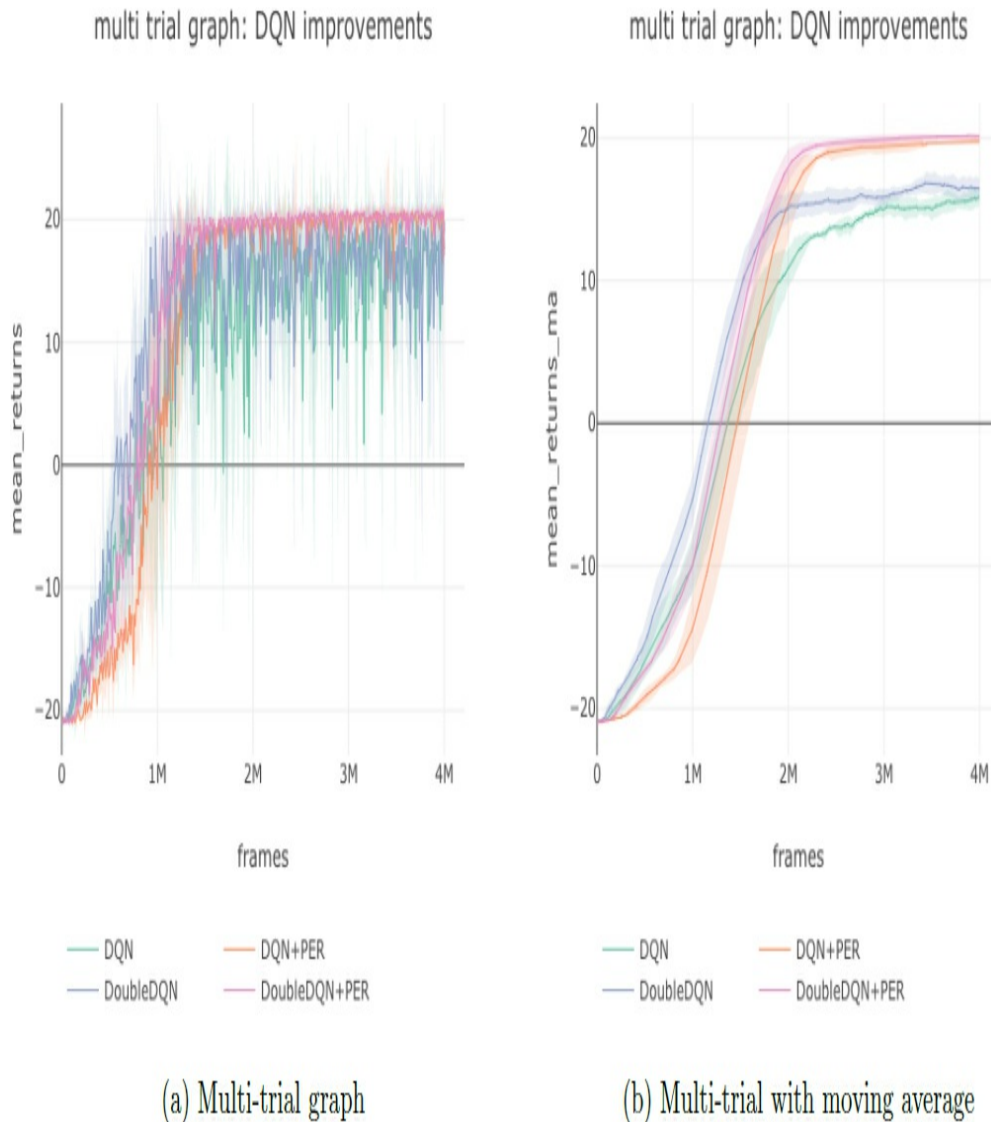 multi trial graph: DQN improvements
20
10
0
−10
−20
mean_returns
0 1M 2M 3M 4M
frames
DQN DQN+PER
DoubleDQN DoubleDQN+PER
(a) Multi-trial graph
multi trial graph: DQN improvements
20
10
0
−10
−20
mean_returns_ma
0 1M 2M 3M 4M
frames
DQN DQN+PER
DoubleDQN DoubleDQN+PER
(b) Multi-trial with moving average